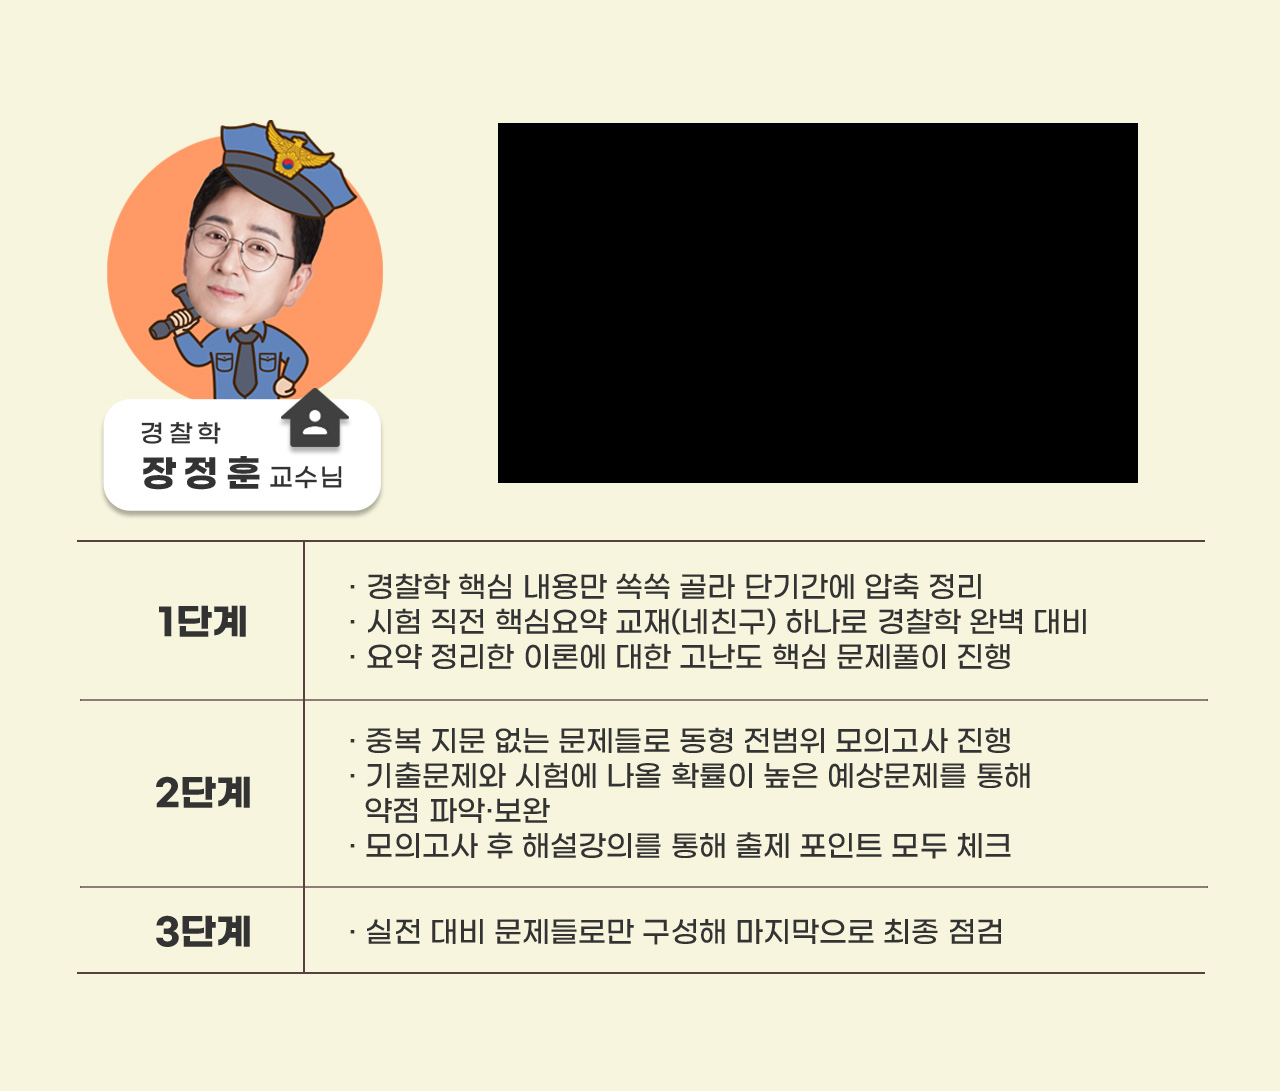 경찰학
장정훈 교수님
1단계
· 경찰학 핵심 내용만 쏙쏙 골라 단기간에 압축 정리
· 시험 직전 핵심요약 교재(네친구) 하나로 경찰학 완벽 대비
· 요약 정리한 이론에 대한 고난도 핵심 문제풀이 진행
2단계
· 중복 지문 없는 문제들로 동형 전범위 모의고사 진행
· 기출문제와 시험에 나올 확률이 높은 예상문제를 통해
약점 파악·보완
· 모의고사 후 해설강의를 통해 출제 포인트 모두 체크
3단계
· 실전 대비 문제들로만 구성해 마지막으로 최종 점검